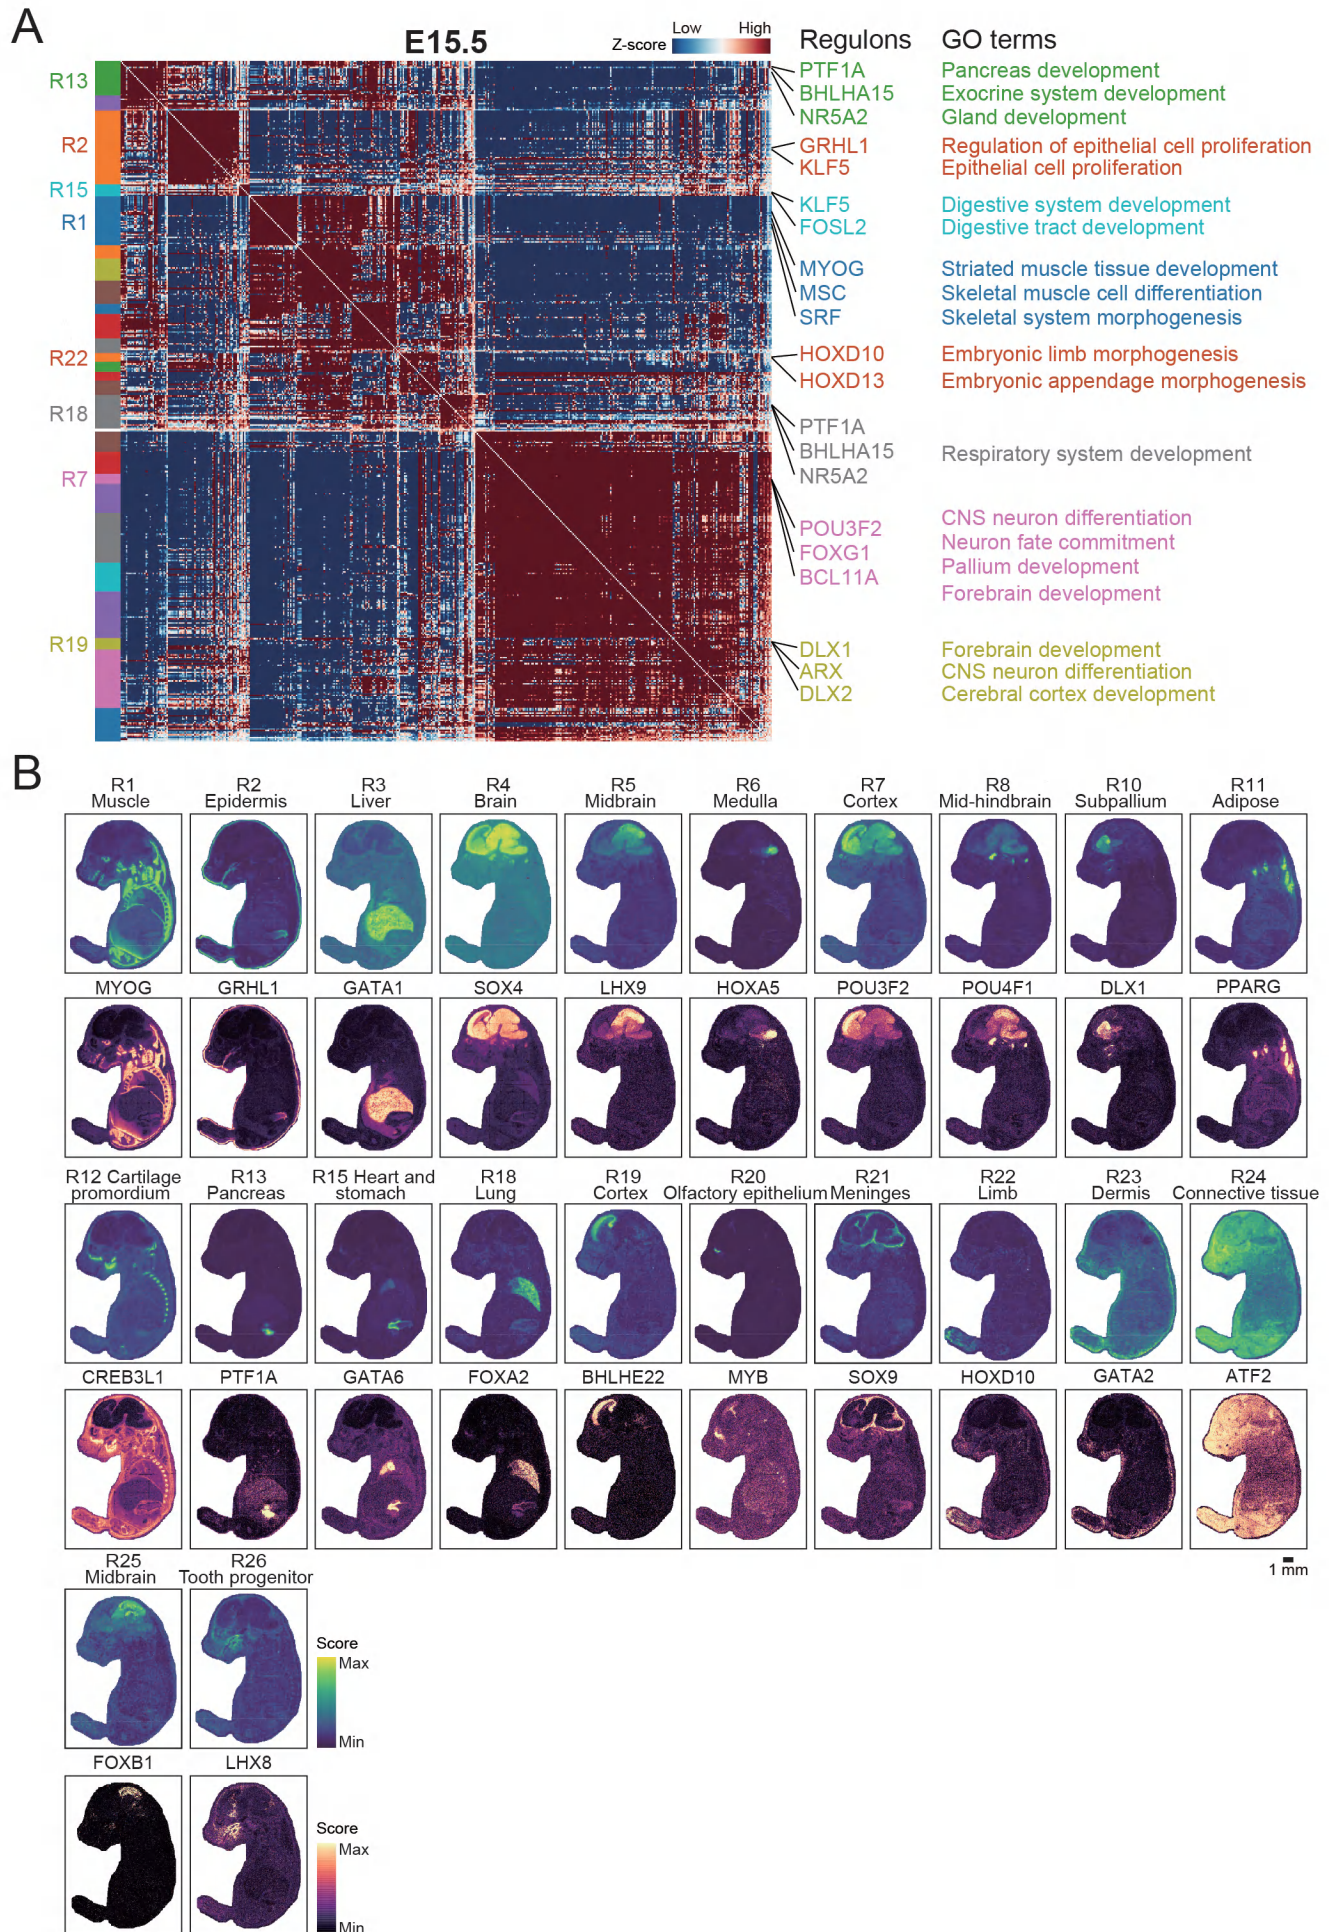 A
E15.5
Low High
Z-score
Regulons GO terms
R13
PTF1A Pancreas development
BHLHA15 Exocrine system development
NR5A2 Gland development
R2
GRHL1 Regulation of epithelial cell proliferation
KLF5 Epithelial cell proliferation
R15
KLF5 Digestive system development
FOSL2 Digestive tract development
R1
MYOG Striated muscle tissue development
MSC Skeletal muscle cell differentiation
SRF Skeletal system morphogenesis
R22
HOXD10 Embryonic limb morphogenesis
HOXD13 Embryonic appendage morphogenesis
R18
PTF1A
BHLHA15 Respiratory system development
NR5A2
R7
POU3F2 CNS neuron differentiation
FOXG1 Neuron fate commitment
BCL11A Pallium development
Forebrain development
R19
DLX1 Forebrain development
ARX CNS neuron differentiation
DLX2 Cerebral cortex development
B
R1 R2 R3 R4 R5 R6 R7 R8 R10 R11
Muscle Epidermis Liver Brain Midbrain Medulla Cortex Mid-hindbrain Subpallium Adipose
MYOG GRHL1 GATA1 SOX4 LHX9 HOXA5 POU3F2 POU4F1 DLX1 PPARG
R12 Cartilage R13 R15 Heart and R18 R19 R20 R21 R22 R23 R24
promordium Pancreas stomach Lung Cortex Olfactory epithelium Meninges Limb Dermis Connective tissue
CREB3L1 PTF1A GATA6 FOXA2 BHLHE22 MYB SOX9 HOXD10 GATA2 ATF2
1 mm
R25 R26
Midbrain Tooth progenitor
Score
Max
Min
FOXB1 LHX8
Score
Max
Min